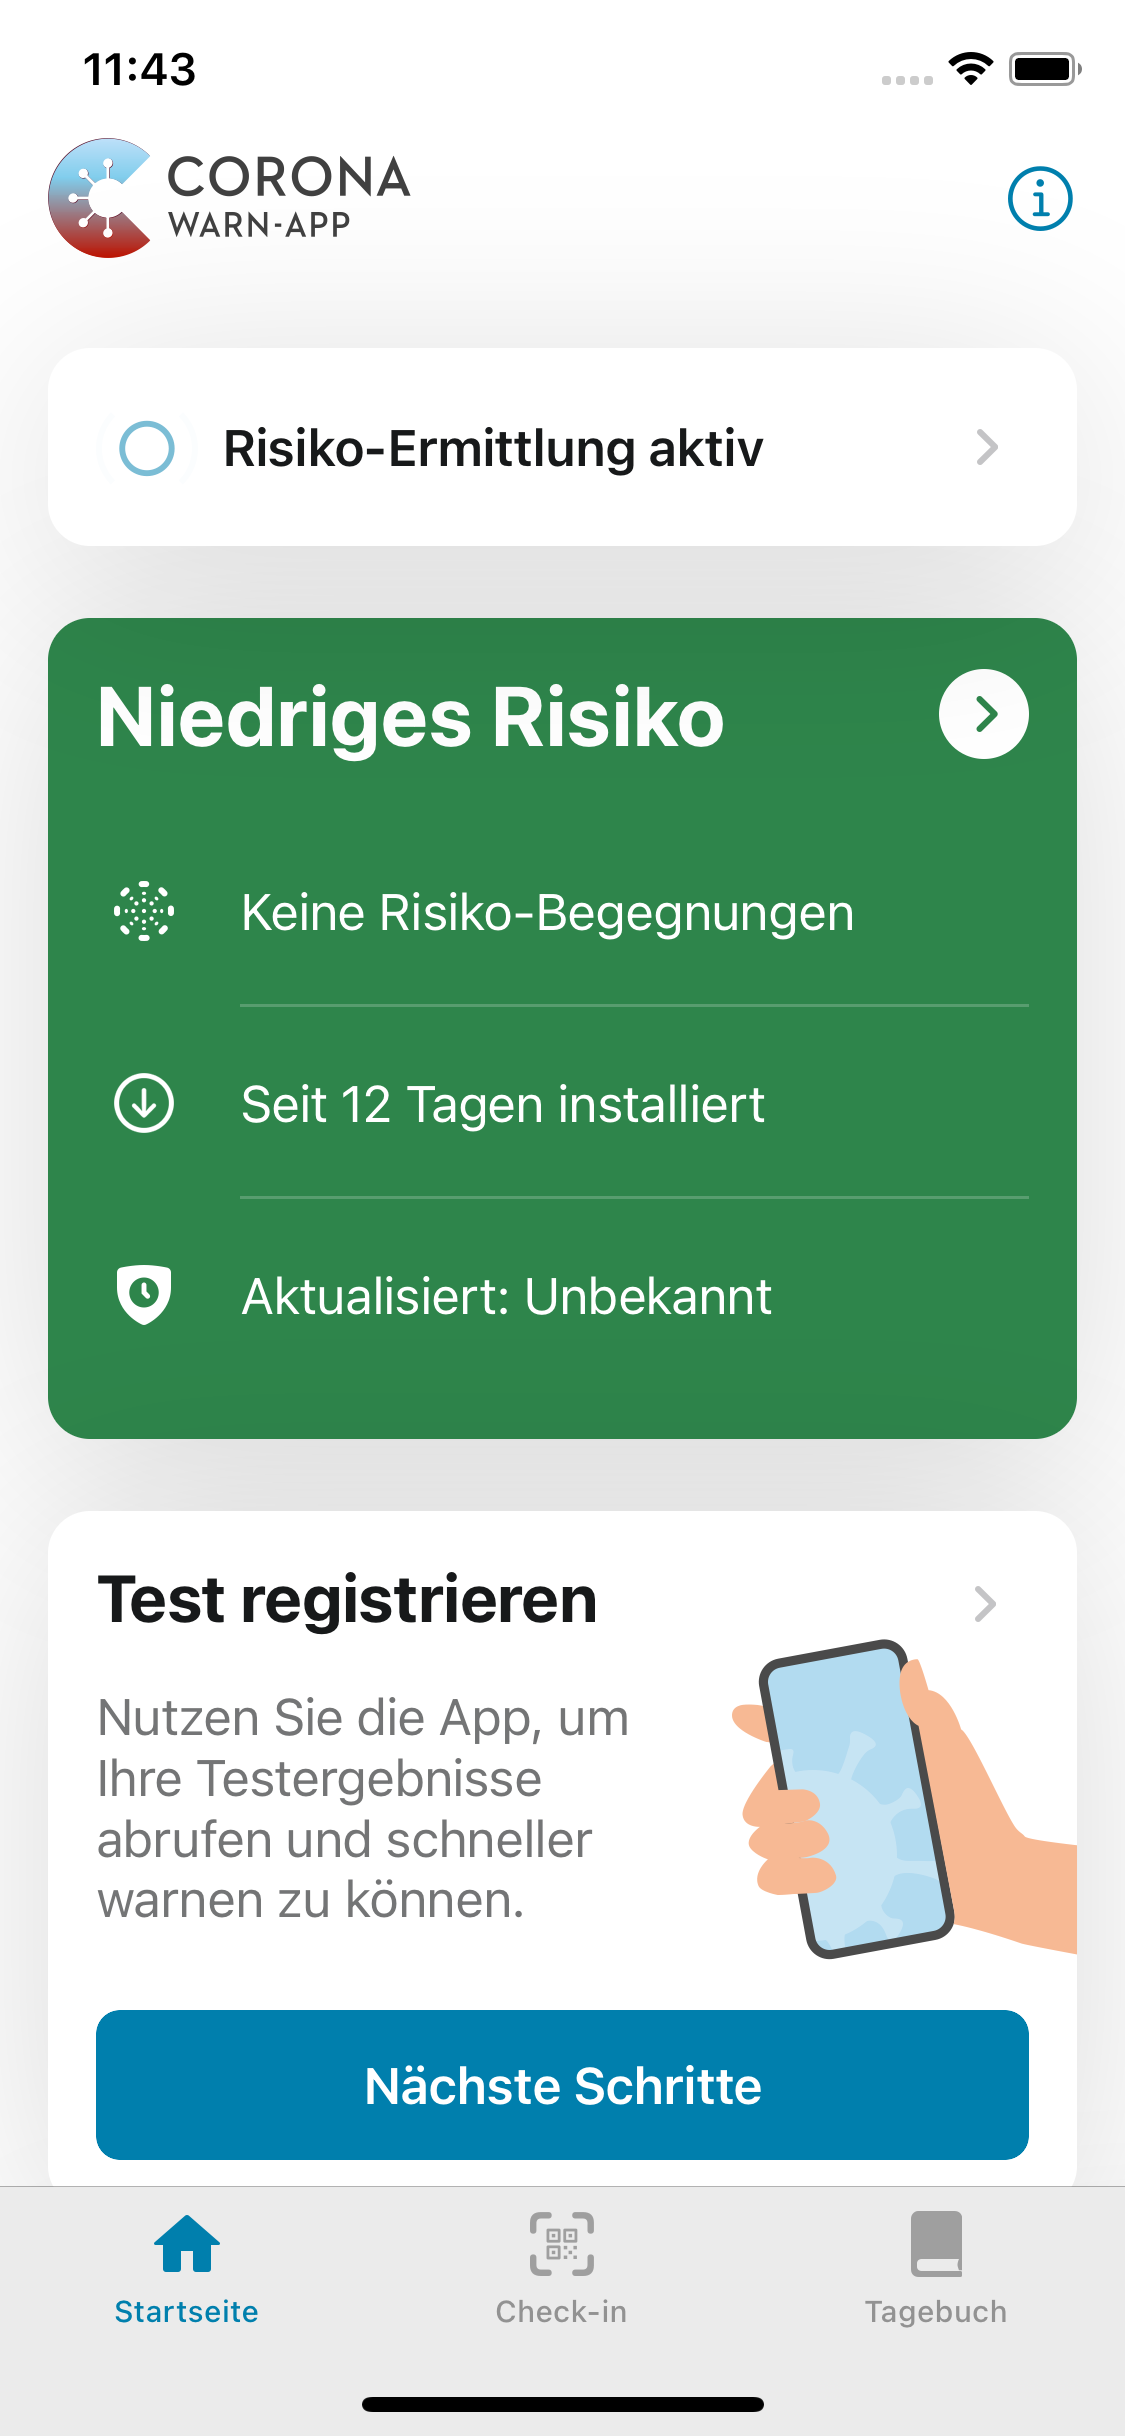 11:43
CORONA
WARN-APP
Risiko-Ermittlung aktiv
Niedriges Risiko
Keine Risiko-Begegnungen
Seit 12 Tagen installiert
Aktualisiert: Unbekannt
Test registrieren
Nutzen Sie die App, um
Ihre Testergebnisse
abrufen und schneller
warnen zu können.
Nächste Schritte
Startseite
Check-in
Tagebuch